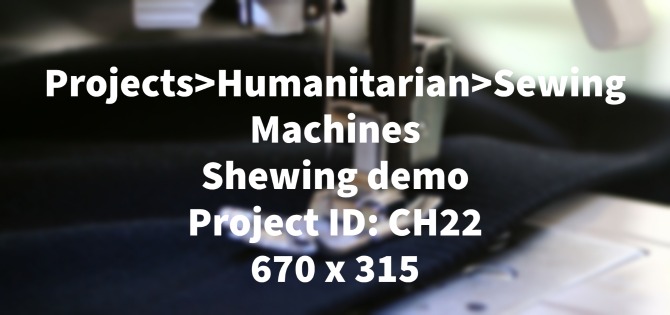 Projects>Humanitarian>Sewing
Machines
Shewing demo
Project ID: CH22
670 x 315